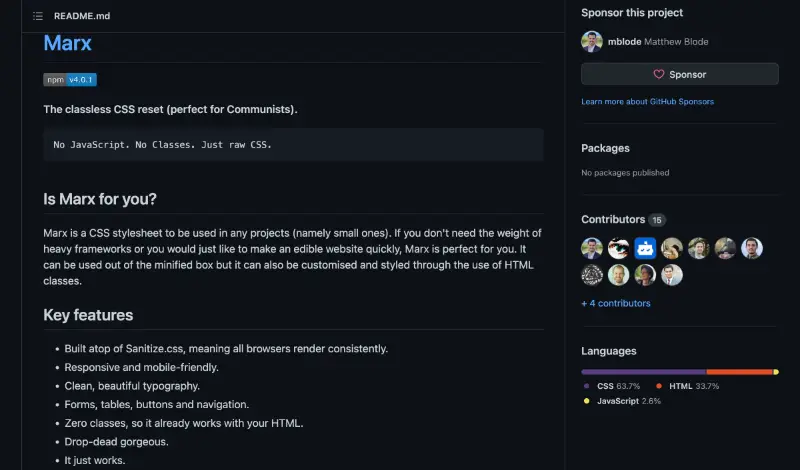 README.md
Marx
npm v4.0.1
The classless CSS reset (perfect for Communists).
No JavaScript. No Classes. Just raw CSS.
Is Marx for you?
Marx is a CSS stylesheet to be used in any projects (namely small ones). If you don't need the weight of
heavy frameworks or you would just like to make an edible website quickly, Marx is perfect for you. It
can be used out of the minified box but it can also be customised and styled through the use of HTML
classes.
Key features
• Built atop of Sanitize.css, meaning all browsers render consistently.
• Responsive and mobile-friendly.
• Clean, beautiful typography.
• Forms, tables, buttons and navigation.
• Zero classes, so it already works with your HTML.
• Drop-dead gorgeous.
• It just works.
Sponsor this project
mblode Matthew Blode
Sponsor
Learn more about GitHub Sponsors
Packages
No packages published
Contributors 15
+ 4 contributors
Languages
CSS 63.7% HTML 33.7%
JavaScript 2.6%